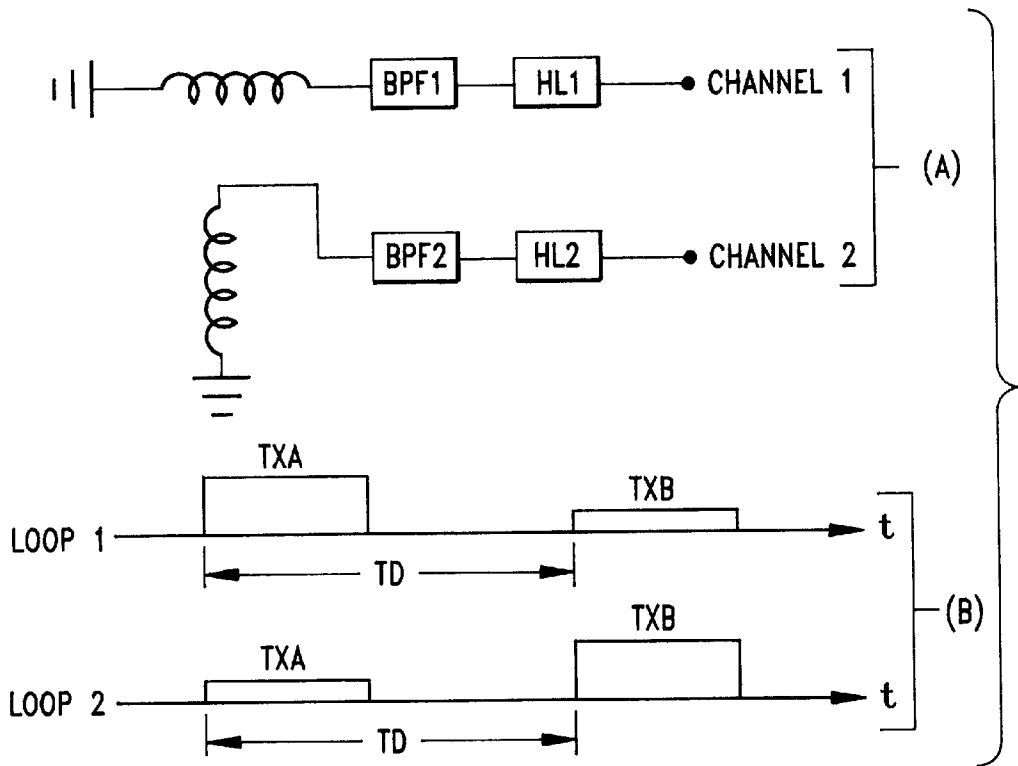 BPF1 HL1 CHANNEL 1
(A)
BPF2 HL2 CHANNEL 2
TXA TXB
LOOP 1 t
TD
(B)
TXA TXB
LOOP 2 t
TD